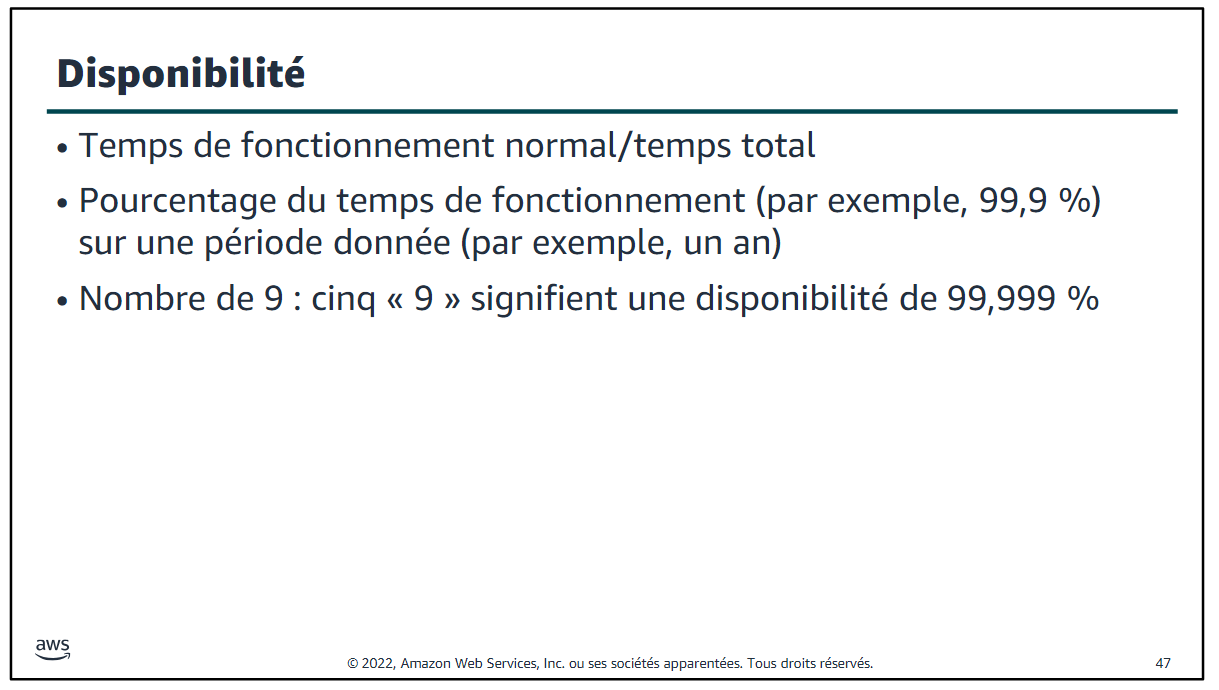 Disponibilité
• Temps de fonctionnement normal/temps total
• Pourcentage du temps de fonctionnement (par exemple, 99,9 %)
sur une période donnée (par exemple, un an)
• Nombre de 9 : cinq « 9 » signifient une disponibilité de 99,999 %
aws
© 2022, Amazon Web Services, Inc. ou ses sociétés apparentées. Tous droits réservés.
47